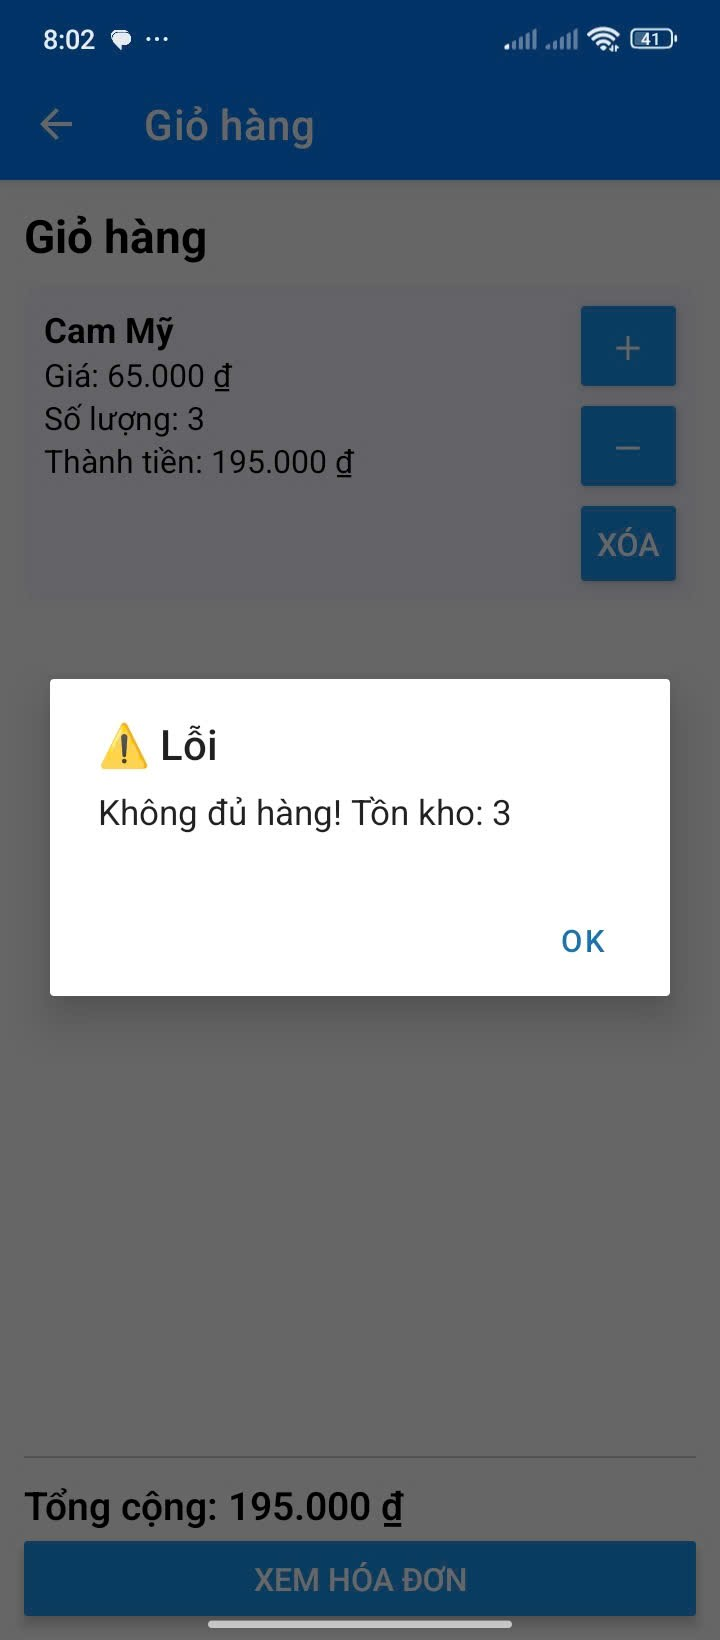 8:02
41
Giỏ hàng
Giỏ hàng
Cam Mỹ
Giá: 65.000 ₫
Số lượng: 3
Thành tiền: 195.000 ₫
+
−
XÓA
⚠️ Lỗi
Không đủ hàng! Tồn kho: 3
OK
Tổng cộng: 195.000 ₫
XEM HÓA ĐƠN